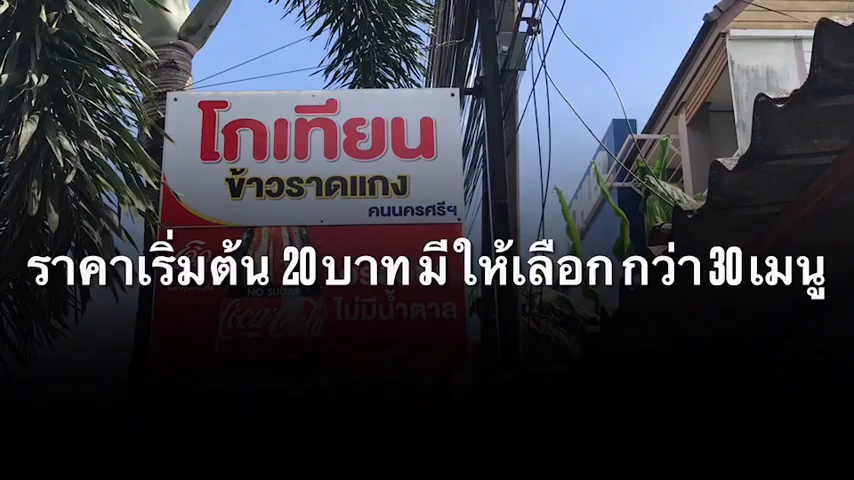 โกเทียน
ข้าวราดแกง
คนนครศรีฯ
ราคาเริ่มต้น 20 บาท มีให้เลือก กว่า 30 เมนู
NO SUGAR
Coca-Cola
ไม่มีน้ำตาล